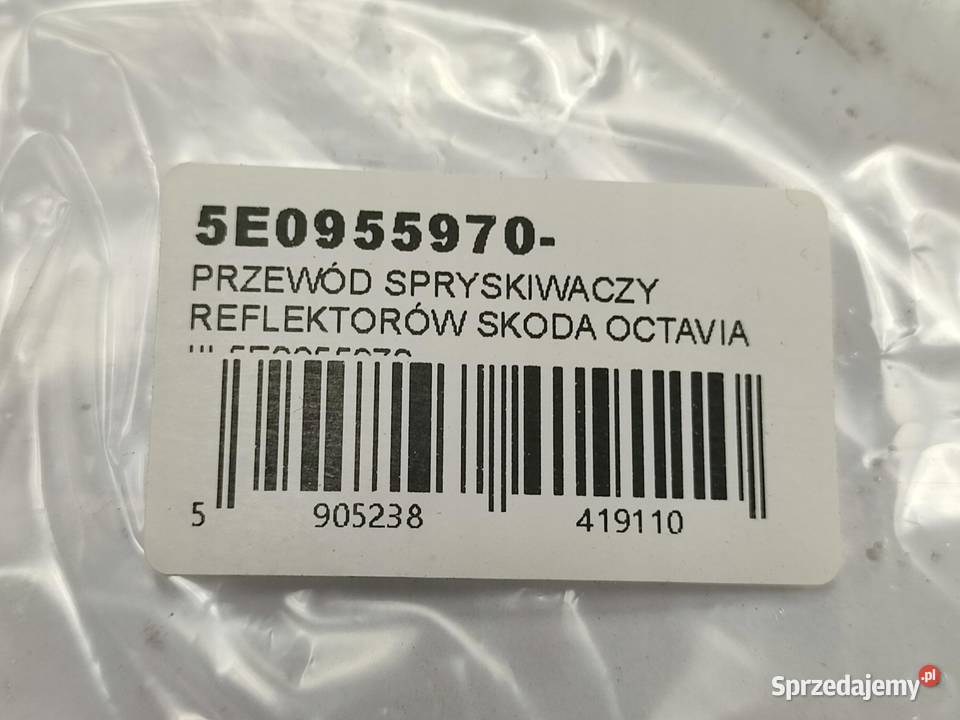 5E0955970-
PRZEWÓD SPRYSKIWACZY
REFLEKTORÓW SKODA OCTAVIA
5 905238 419110
Sprzedajemy.pl